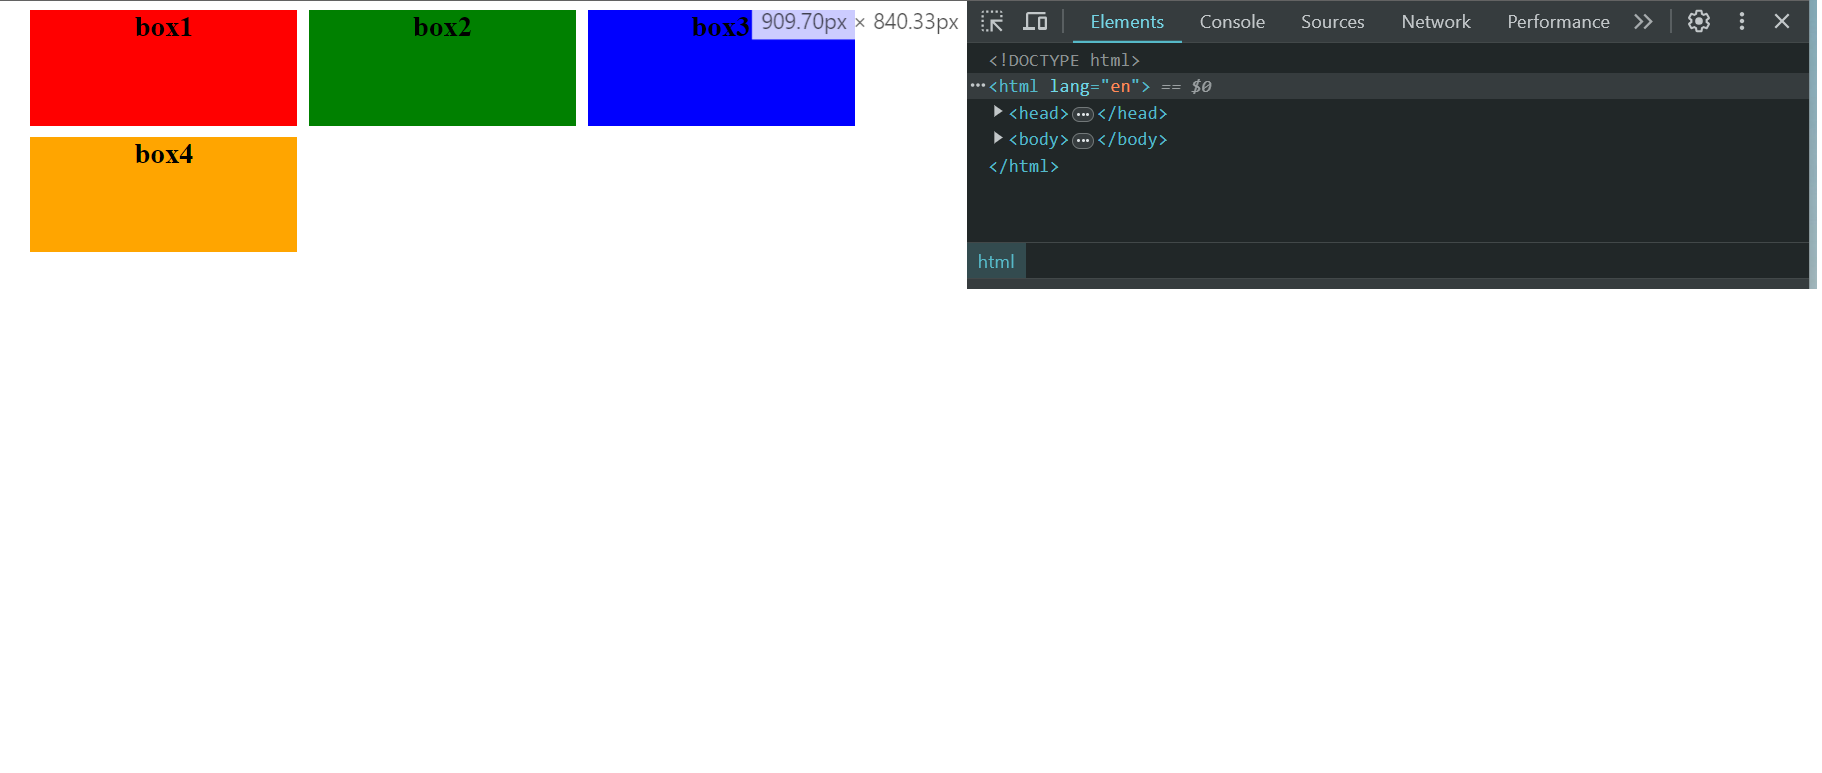 box1 box2 box3 909.70px × 840.33px
box4
Elements Console Sources Network Performance
<!DOCTYPE html>
<html lang="en"> == $0
<head>…</head>
<body>…</body>
</html>
html